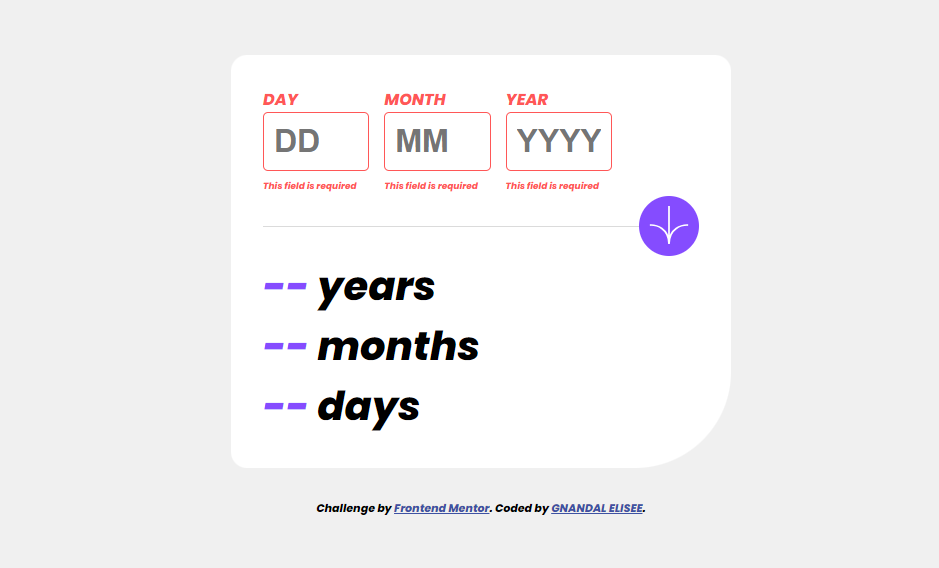 DAY MONTH YEAR
DD MM YYYY
This field is required This field is required This field is required
-- years
-- months
-- days
Challenge by Frontend Mentor. Coded by GNANDAL ELISEE.